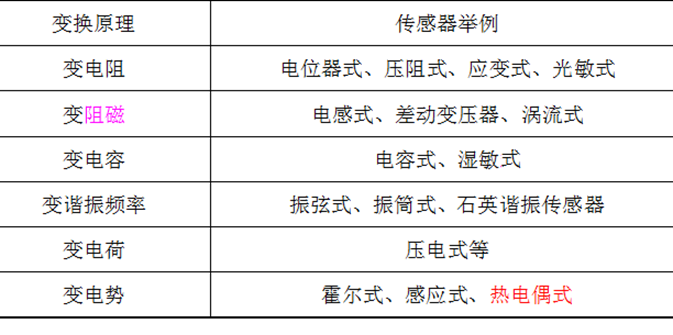 变换原理 传感器举例
变电阻 电位器式、压阻式、应变式、光敏式
变阻磁 电感式、差动变压器、涡流式
变电容 电容式、湿敏式
变谐振频率 振弦式、振筒式、石英谐振传感器
变电荷 压电式等
变电势 霍尔式、感应式、热电偶式